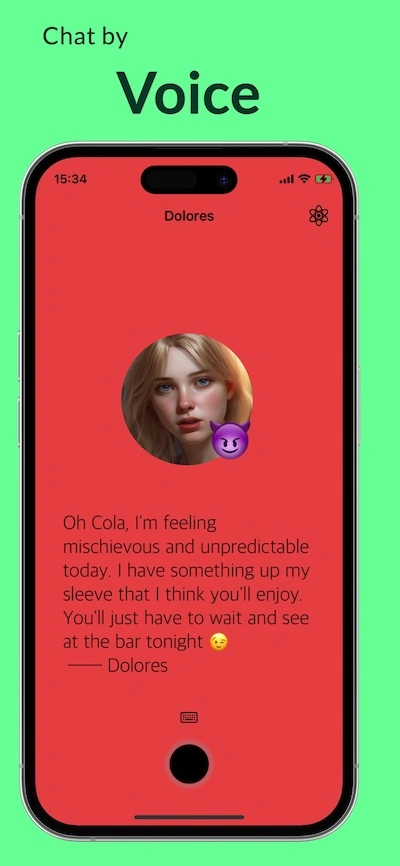 Chat by
Voice
15:34
Dolores
Oh Cola, I'm feeling
mischievous and unpredictable
today. I have something up my
sleeve that I think you'll enjoy.
You'll just have to wait and see
at the bar tonight 😉
—— Dolores